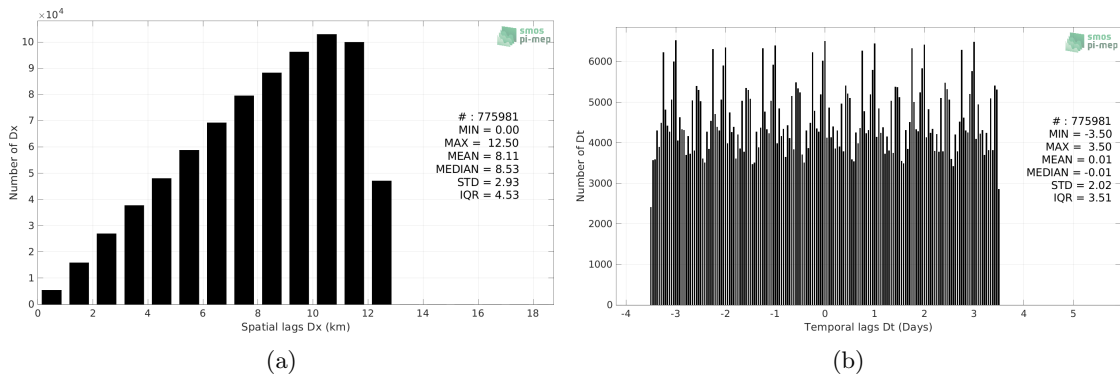 ×10⁴
10
9
8
7
6
5
4
3
2
1
0
Number of Dx
0 2 4 6 8 10 12 14 16 18
Spatial lags Dx (km)
smos
pi-mep
# : 775981
MIN = 0.00
MAX = 12.50
MEAN = 8.11
MEDIAN = 8.53
STD = 2.93
IQR = 4.53
(a)
6000
5000
4000
3000
2000
1000
0
Number of Dt
-4 -3 -2 -1 0 1 2 3 4 5
Temporal lags Dt (Days)
smos
pi-mep
# : 775981
MIN = -3.50
MAX = 3.50
MEAN = 0.01
MEDIAN = -0.01
STD = 2.02
IQR = 3.51
(b)